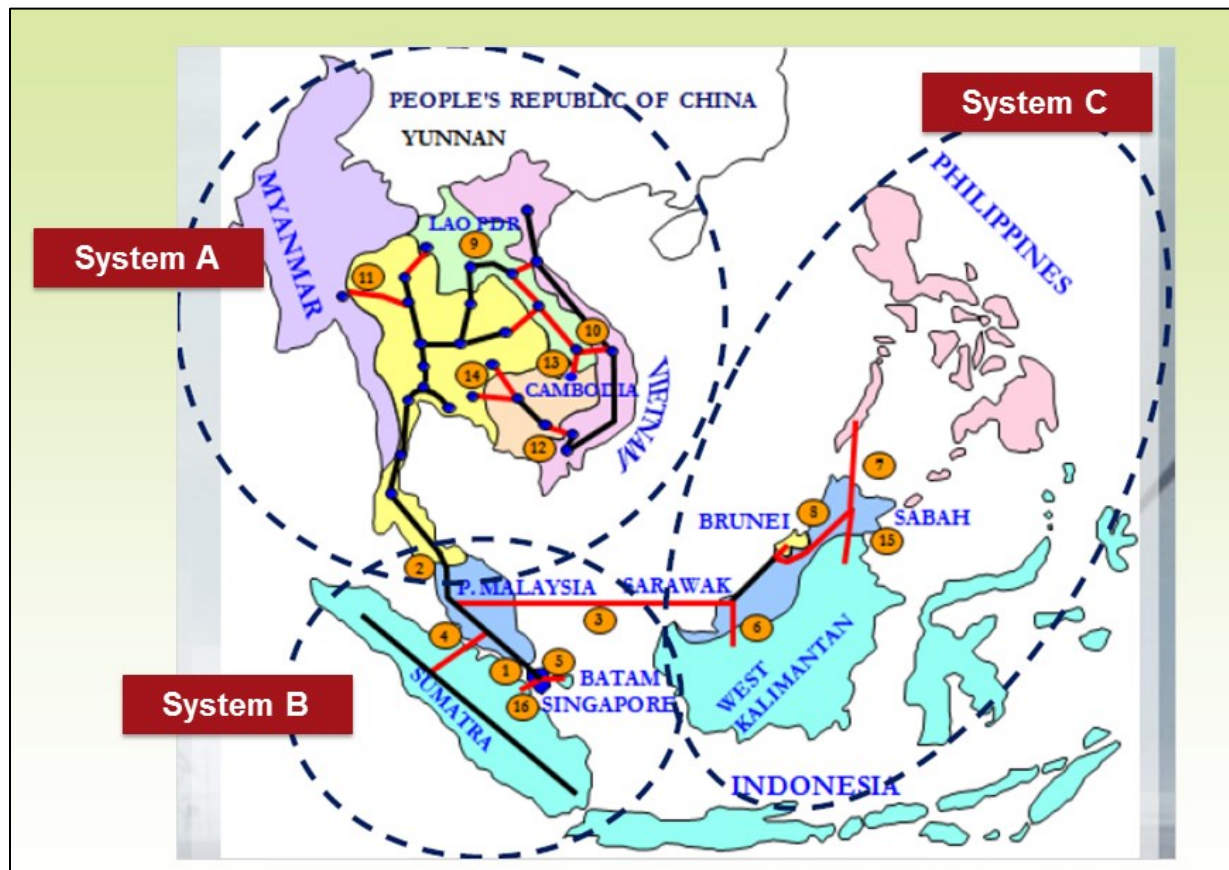 System C
PEOPLE'S REPUBLIC OF CHINA
YUNNAN
PHILIPPINES
MYANMAR
System A
LAO PDR
9
11
10
13
14
CAMBODIA
VIETNAM
12
7
8
BRUNEI
SABAH
15
2
P. MALAYSIA
SARAWAK
3
6
4
1
5
BATAM
SINGAPORE
16
WEST
KALIMANTAN
System B
SUMATRA
INDONESIA